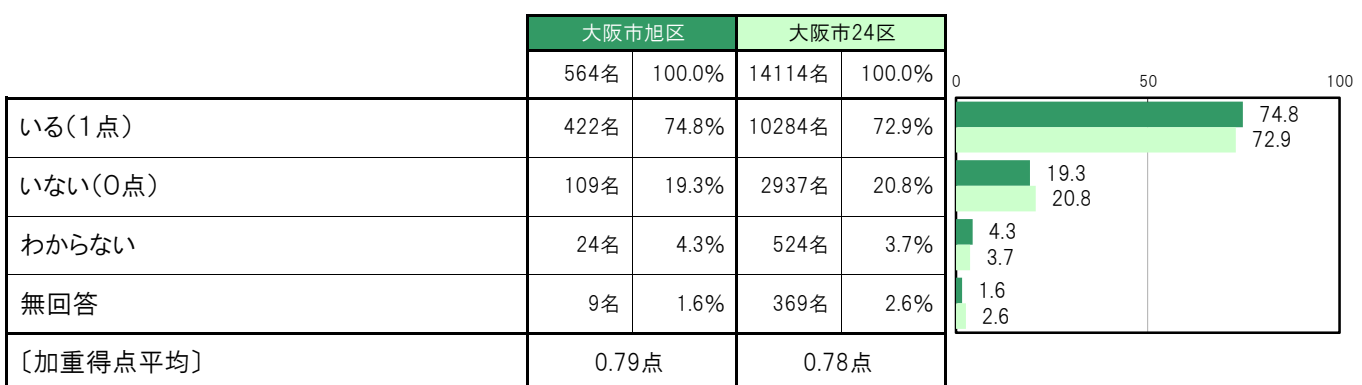 大阪市旭区 大阪市24区
564名 100.0% 14114名 100.0%
0 50 100
いる(１点) 422名 74.8% 10284名 72.9% 74.8
72.9
いない(０点) 109名 19.3% 2937名 20.8% 19.3
20.8
わからない 24名 4.3% 524名 3.7% 4.3
3.7
無回答 9名 1.6% 369名 2.6% 1.6
2.6
〔加重得点平均〕 0.79点 0.78点